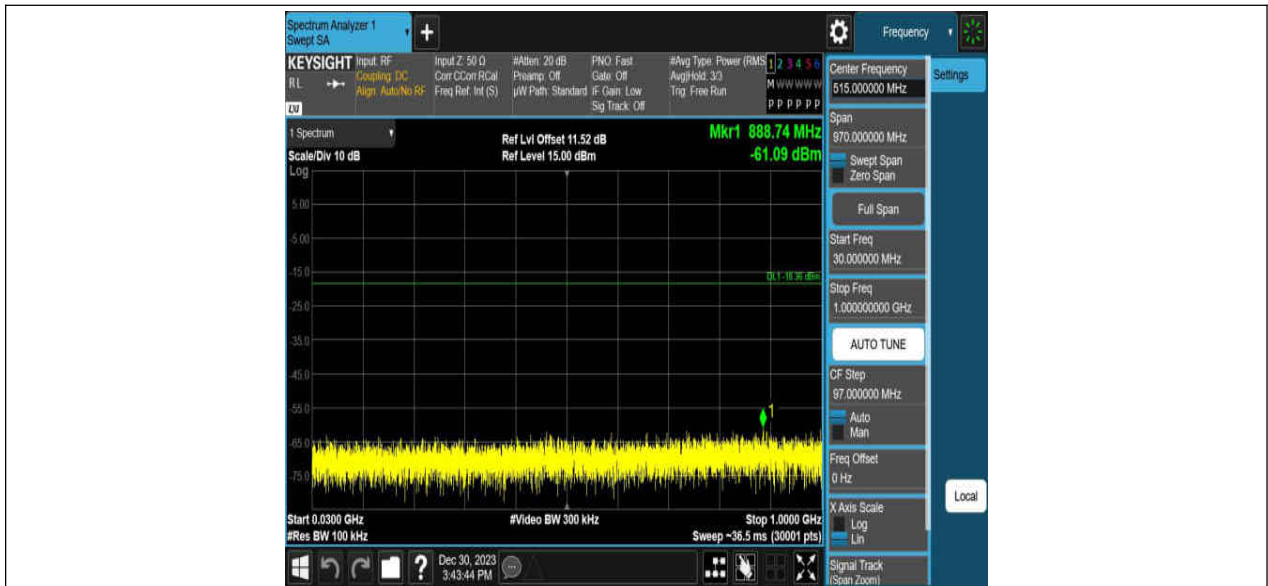 Spectrum Analyzer 1
Swept SA
+
Frequency
KEYSIGHT
RL
LXI
Input: RF
Coupling: DC
Align: Auto/No RF
Input Z: 50 Ω
Corr CCorr RCal
Freq Ref: Int (S)
#Atten: 20 dB
Preamp: Off
µW Path: Standard
PNO: Fast
Gate: Off
IF Gain: Low
Sig Track: Off
#Avg Type: Power (RMS
Avg|Hold: 3/3
Trig: Free Run
1 2 3 4 5 6
M W W W W W
P P P P P P
1 Spectrum
Scale/Div 10 dB
Log
Ref Lvl Offset 11.52 dB
Ref Level 15.00 dBm
Mkr1 888.74 MHz
-61.09 dBm
5.00
-5.00
-15.0
DL1 -18.36 dBm
-25.0
-35.0
-45.0
-55.0
1
-65.0
-75.0
Start 0.0300 GHz
#Res BW 100 kHz
#Video BW 300 kHz
Stop 1.0000 GHz
Sweep ~36.5 ms (30001 pts)
?
Dec 30, 2023
3:43:44 PM
Center Frequency
515.000000 MHz
Span
970.000000 MHz
Swept Span
Zero Span
Full Span
Start Freq
30.000000 MHz
Stop Freq
1.000000000 GHz
AUTO TUNE
CF Step
97.000000 MHz
Auto
Man
Freq Offset
0 Hz
X Axis Scale
Log
Lin
Signal Track
(Span Zoom)
Settings
Local